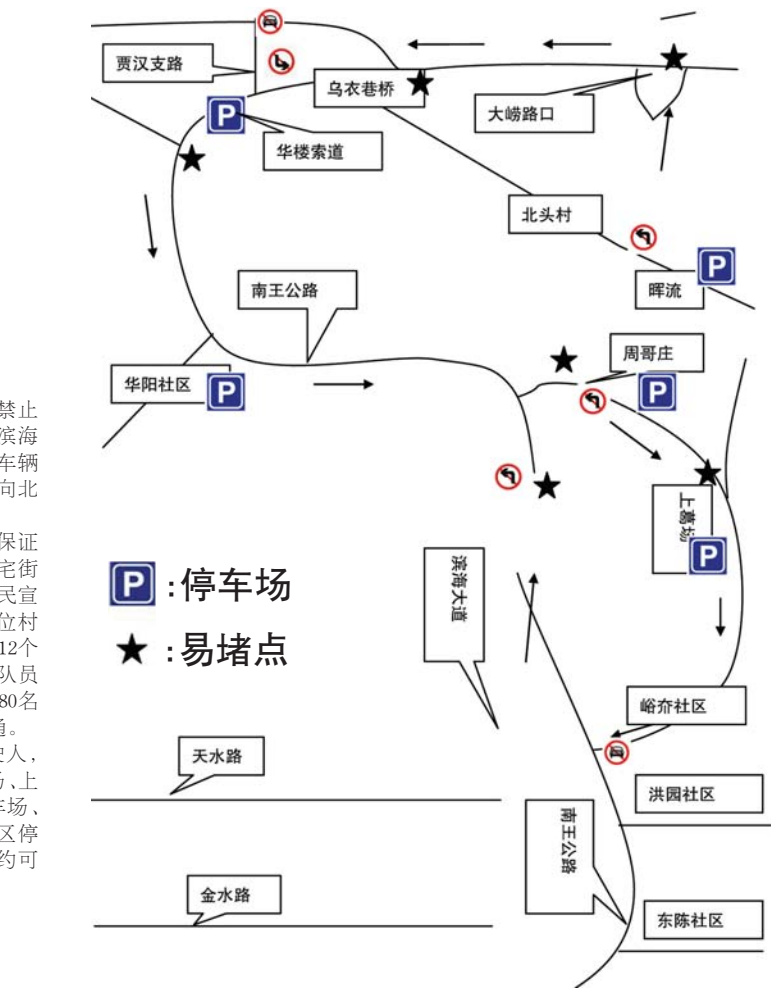 贾汉支路
乌衣巷桥
大崂路口
P
华楼索道
北头村
P
晖流
南王公路
周哥庄
华阳社区
P
P
禁止
滨海
车辆
向北
上葛场
P
保证
宅街
民宣
位村
12个
队员
80名
通。
P:停车场
★:易堵点
滨海大道
峪夼社区
天水路
驶人,
场、上
车场、
区停
约可
洪园社区
南王公路
金水路
东陈社区